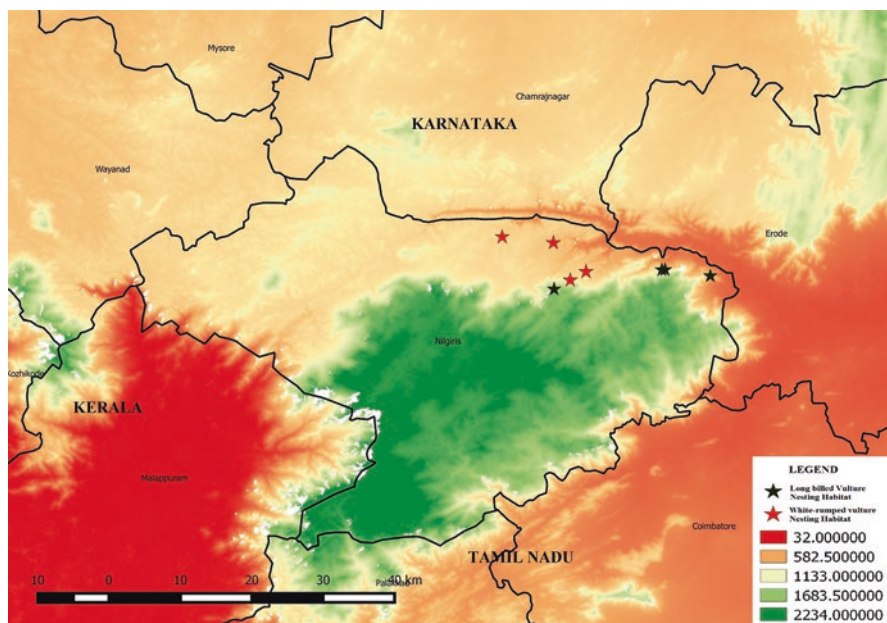 Mysore
Chamrajnagar
KARNATAKA
Wayanad
Erode
Nilgiris
Kozhikode
KERALA
Malappuram
LEGEND
Long billed Vulture
Nesting Habitat
White-rumped vulture
Nesting Habitat
Coimbatore
32.000000
582.500000
1133.000000
1683.500000
2234.000000
TAMIL NADU
10 0 10 20 30 40 km